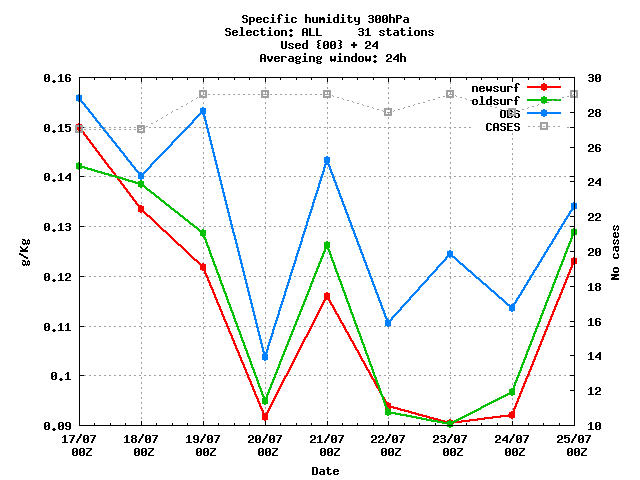 Specific humidity 300hPa
Selection: ALL     31 stations
Used {00} + 24
Averaging window: 24h
0,16
0,15
0,14
0,13
0,12
0,11
0,1
0,09
g/Kg
30
28
26
24
22
20
18
16
14
12
10
No cases
newsurf
oldsurf
OBS
CASES
17/07 18/07 19/07 20/07 21/07 22/07 23/07 24/07 25/07
00Z 00Z 00Z 00Z 00Z 00Z 00Z 00Z 00Z
Date